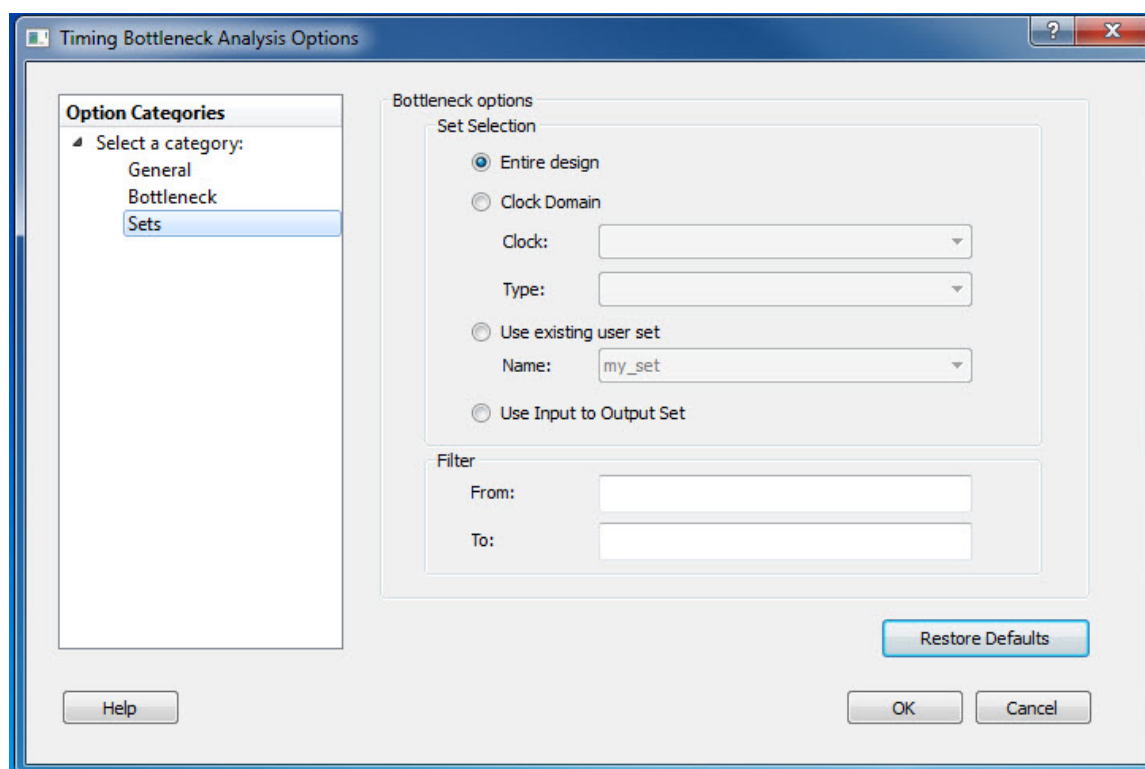 Timing Bottleneck Analysis Options
?
Option Categories
Select a category:
General
Bottleneck
Sets
Bottleneck options
Set Selection
Entire design
Clock Domain
Clock:
Type:
Use existing user set
Name: my_set
Use Input to Output Set
Filter
From:
To:
Restore Defaults
Help OK Cancel